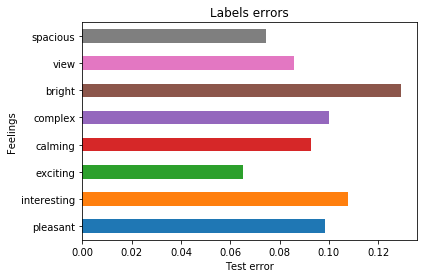 Labels errors
Feelings
spacious
view
bright
complex
calming
exciting
interesting
pleasant
0.00 0.02 0.04 0.06 0.08 0.10 0.12
Test error